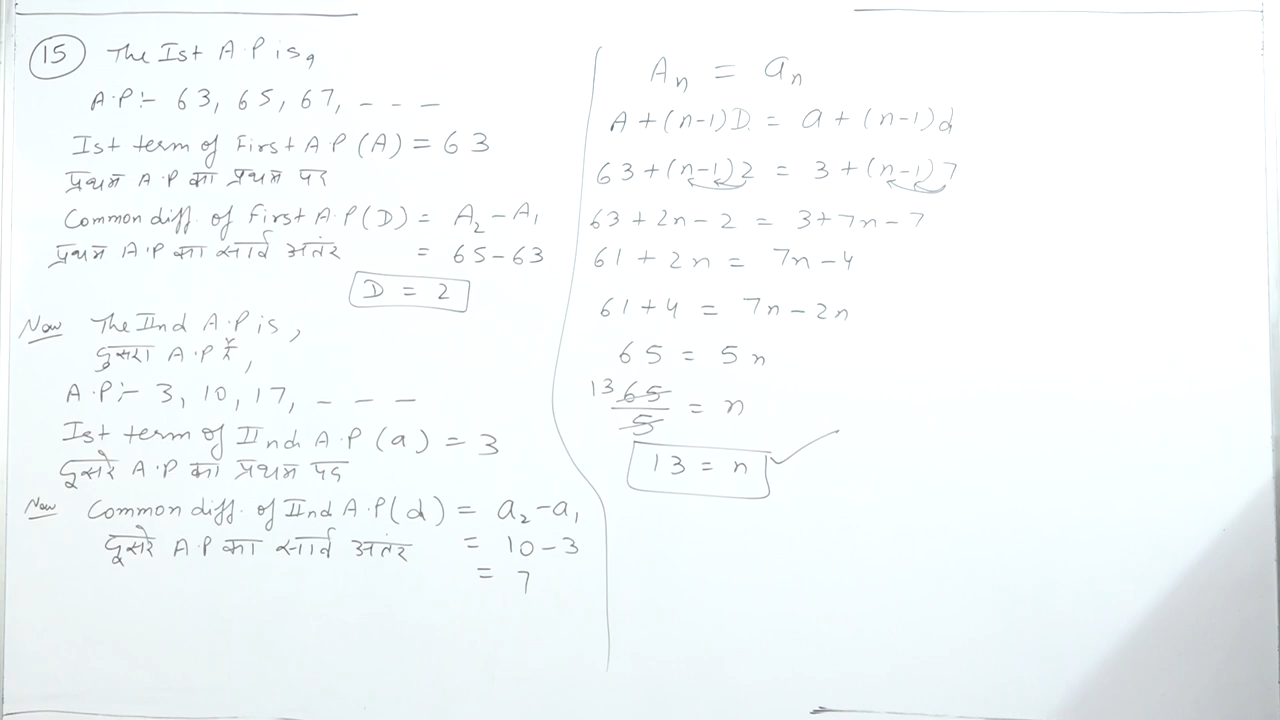 15 The Ist A.P is,
A.P:- 63, 65, 67, - - -
Ist term of First A.P (A) = 63
प्रथम A.P का प्रथम पद
Common diff. of First A.P (D) = A₂ - A₁
प्रथम A.P का सार्व अंतर = 65 - 63
D = 2
Now The IInd A.P is,
दूसरा A.P है,
A.P:- 3, 10, 17, - - -
Ist term of IInd A.P (a) = 3
दूसरे A.P का प्रथम पद
Now Common diff. of IInd A.P (d) = a₂ - a₁
दूसरे A.P का सार्व अंतर = 10 - 3
= 7
Aₙ = aₙ
A + (n-1)D = a + (n-1)d
63 + (n-1)2 = 3 + (n-1)7
63 + 2n - 2 = 3 + 7n - 7
61 + 2n = 7n - 4
61 + 4 = 7n - 2n
65 = 5n
13 65/5 = n
13 = n